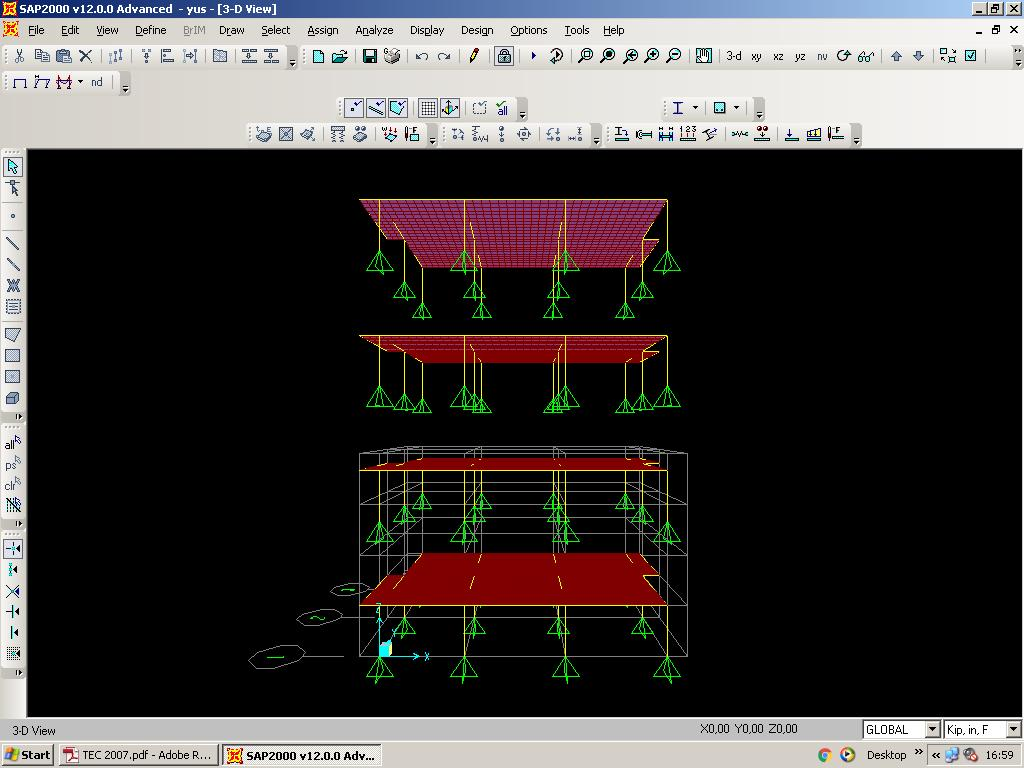 SAP2000 v12.0.0 Advanced - yus - [3-D View]
File Edit View Define BrIM Draw Select Assign Analyze Display Design Options Tools Help
3-d xy xz yz nv
nd
all
all
ps
clr
Z
Y
X
3-D View X0,00 Y0,00 Z0,00 GLOBAL Kip, in, F
Start TEC 2007.pdf - Adobe R... SAP2000 v12.0.0 Adv... Desktop » « 16:59